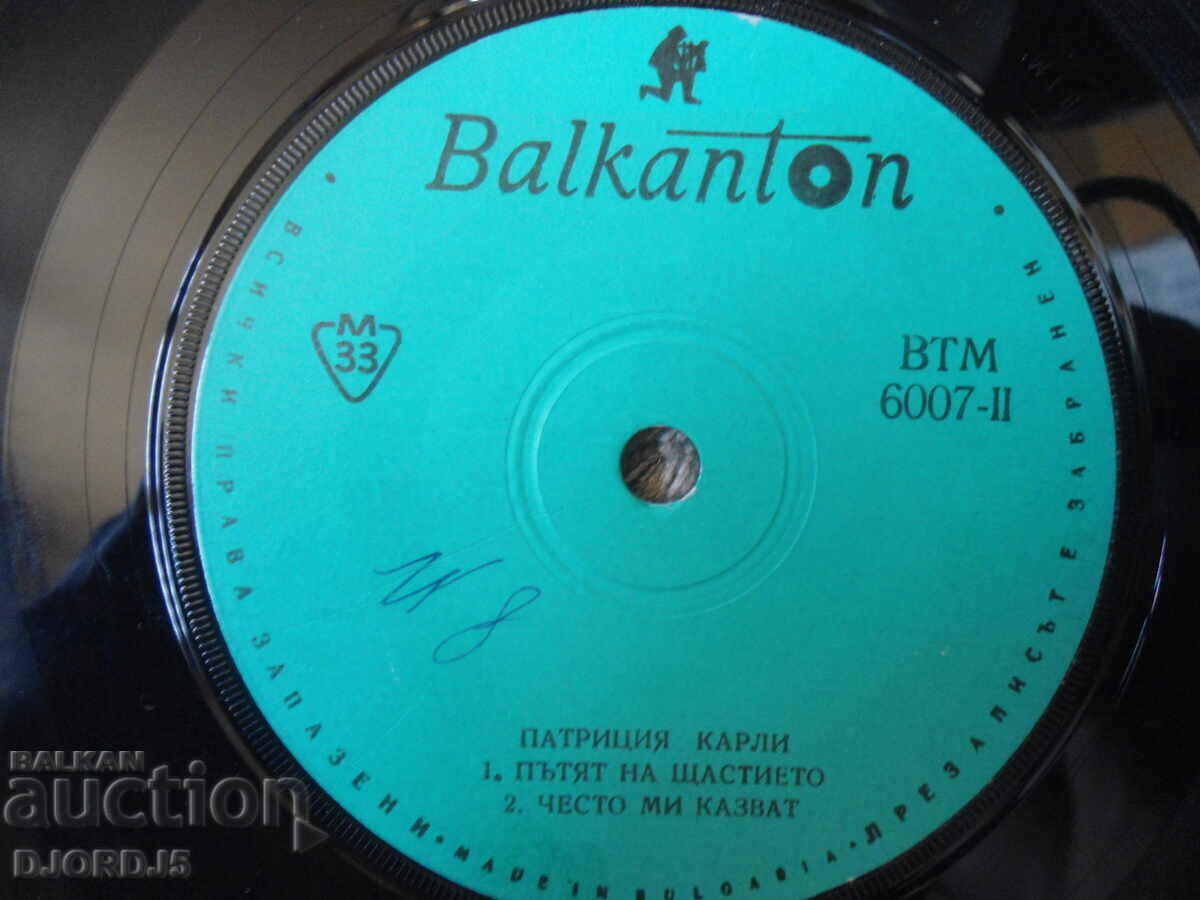 Balkanton
М
33
ВТМ
6007-II
ПАТРИЦИЯ КАРЛИ
1. ПЪТЯТ НА ЩАСТИЕТО
2. ЧЕСТО МИ КАЗВАТ
• ВСИЧКИ ПРАВА ЗАПАЗЕНИ • MADE IN BULGARIA • ПРЕЗАПИСЪТ Е ЗАБРАНЕН •
BALKAN
auction
DJORDJ5